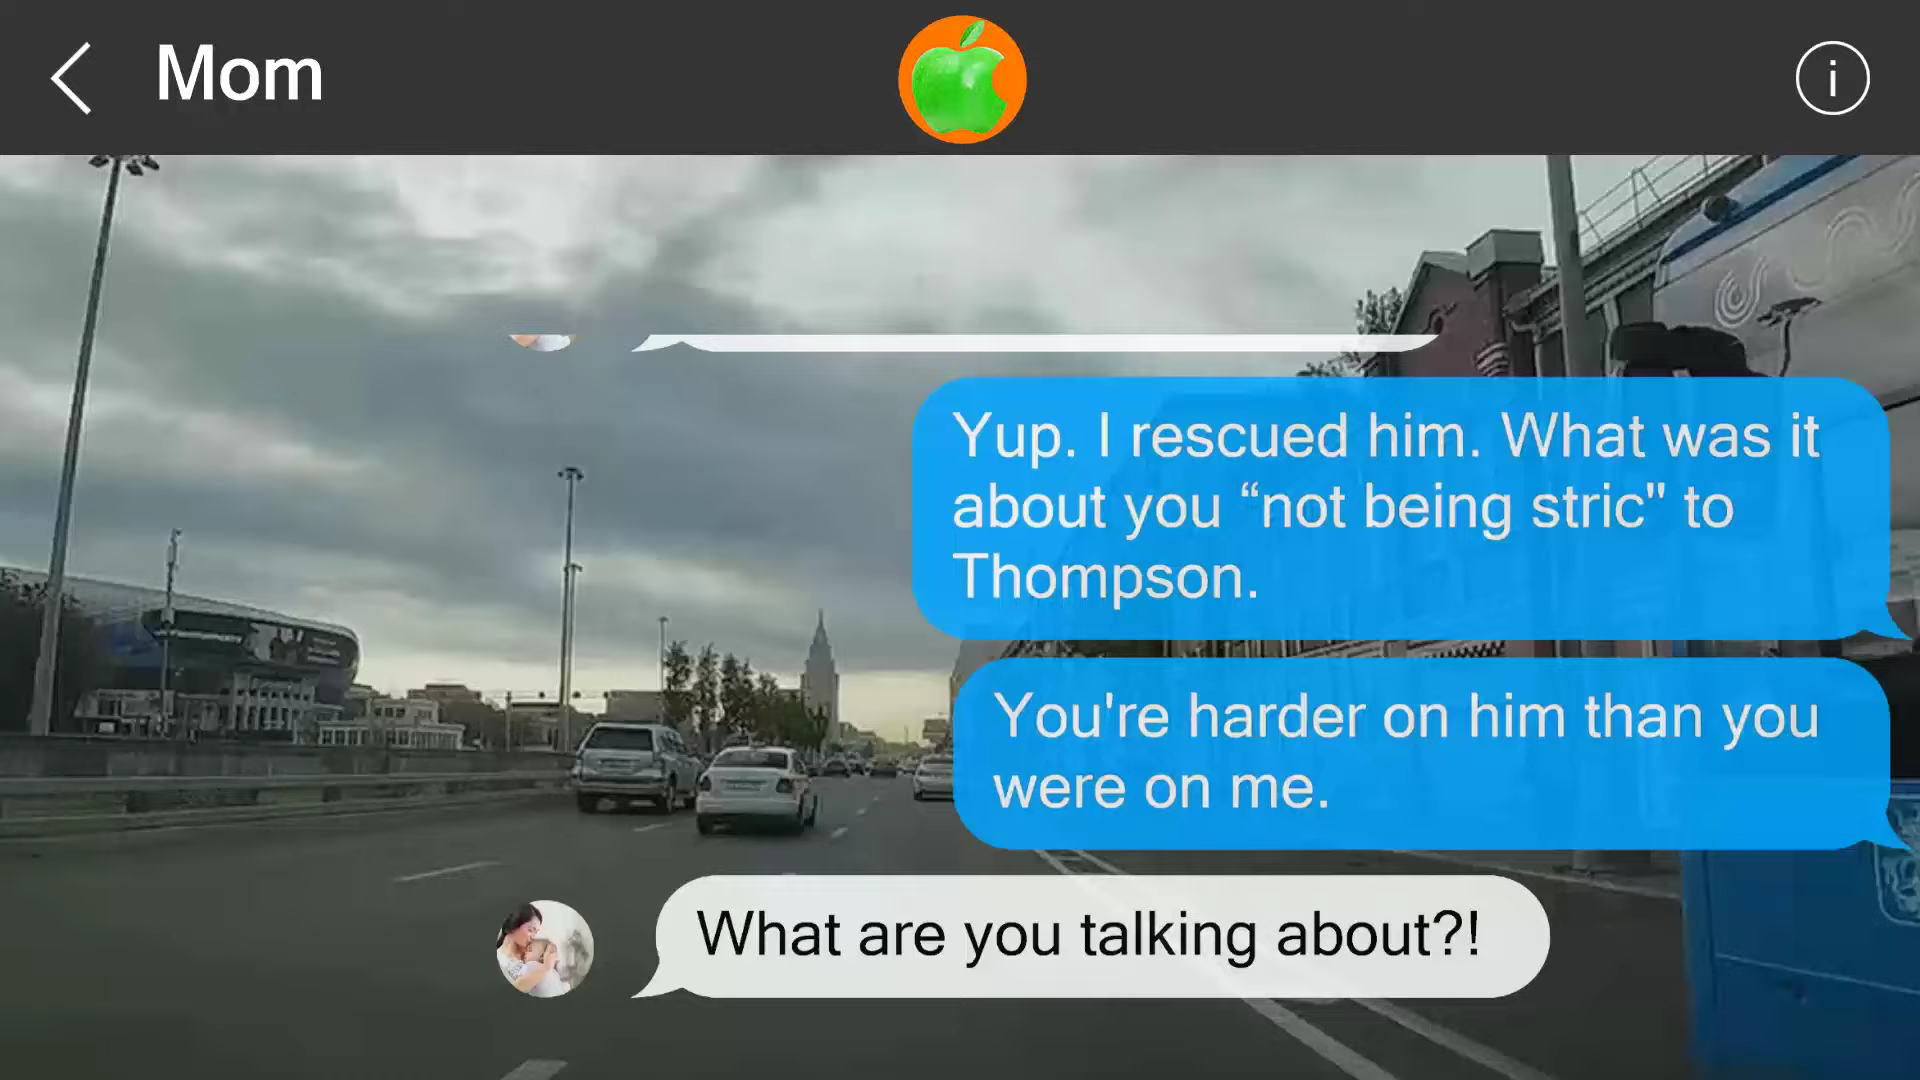 Mom
i
Yup. I rescued him. What was it
about you “not being stric" to
Thompson.
You're harder on him than you
were on me.
What are you talking about?!